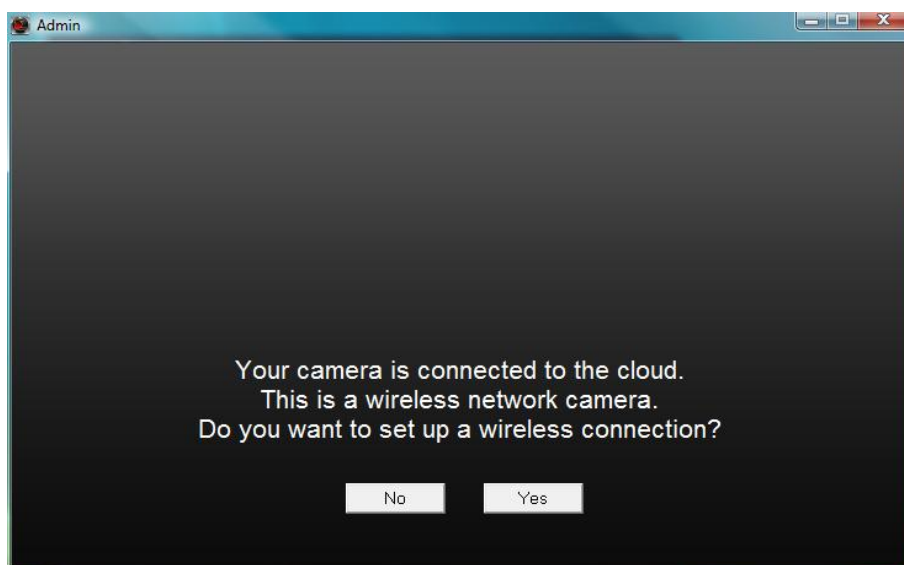 Admin
Your camera is connected to the cloud.
This is a wireless network camera.
Do you want to set up a wireless connection?
No Yes